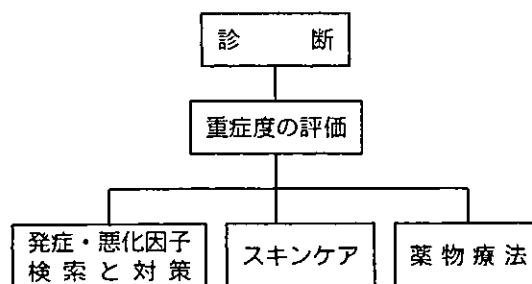 診断
重症度の評価
発症・悪化因子
検索と対策
スキンケア
薬物療法